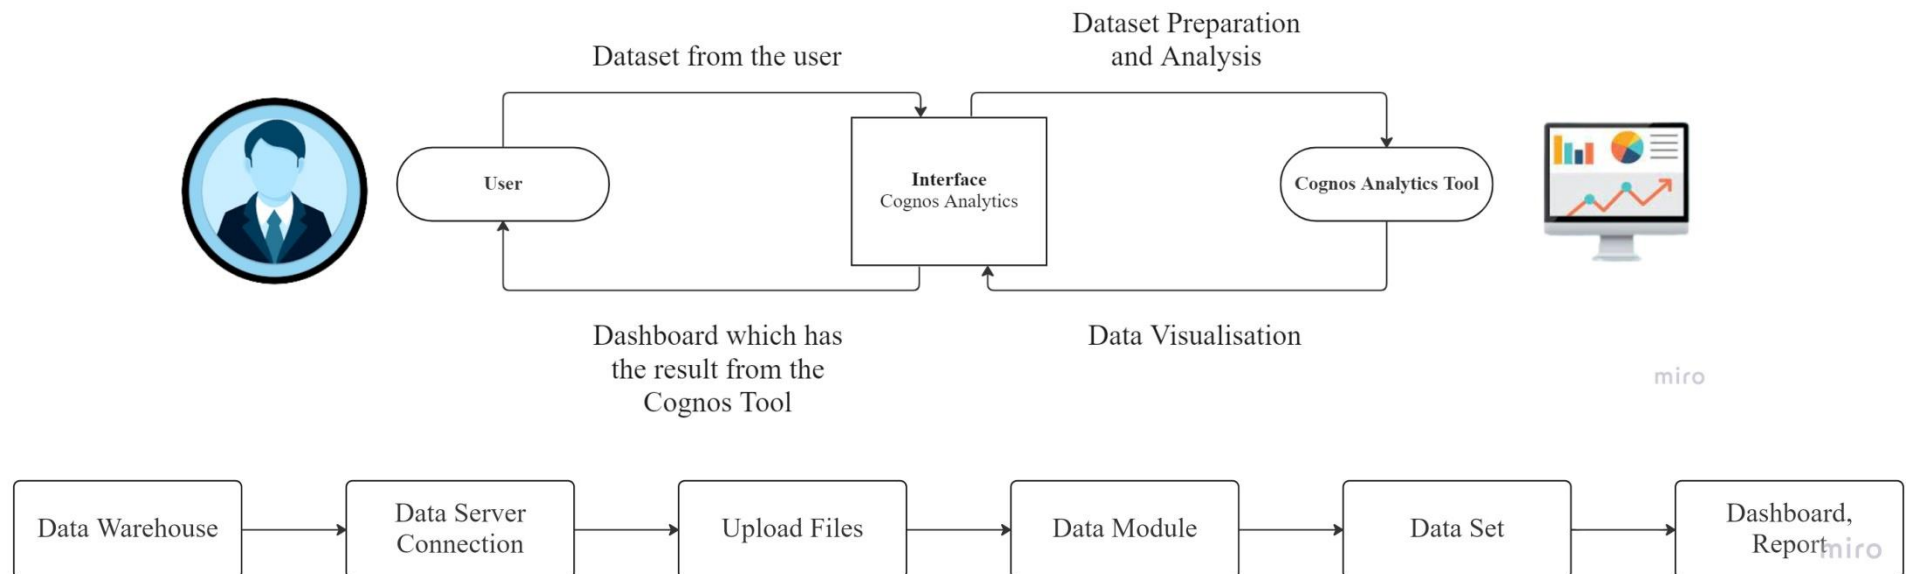 Dataset Preparation
and Analysis
Dataset from the user
User
Interface
Cognos Analytics
Cognos Analytics Tool
Dashboard which has
the result from the
Cognos Tool
Data Visualisation
miro
Data Warehouse
Data Server
Connection
Upload Files
Data Module
Data Set
Dashboard,
Report
miro